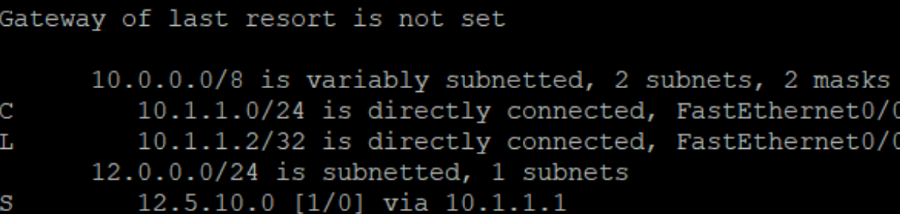 Gateway of last resort is not set
10.0.0.0/8 is variably subnetted, 2 subnets, 2 masks
C 10.1.1.0/24 is directly connected, FastEthernet0/0
L 10.1.1.2/32 is directly connected, FastEthernet0/0
12.0.0.0/24 is subnetted, 1 subnets
S 12.5.10.0 [1/0] via 10.1.1.1